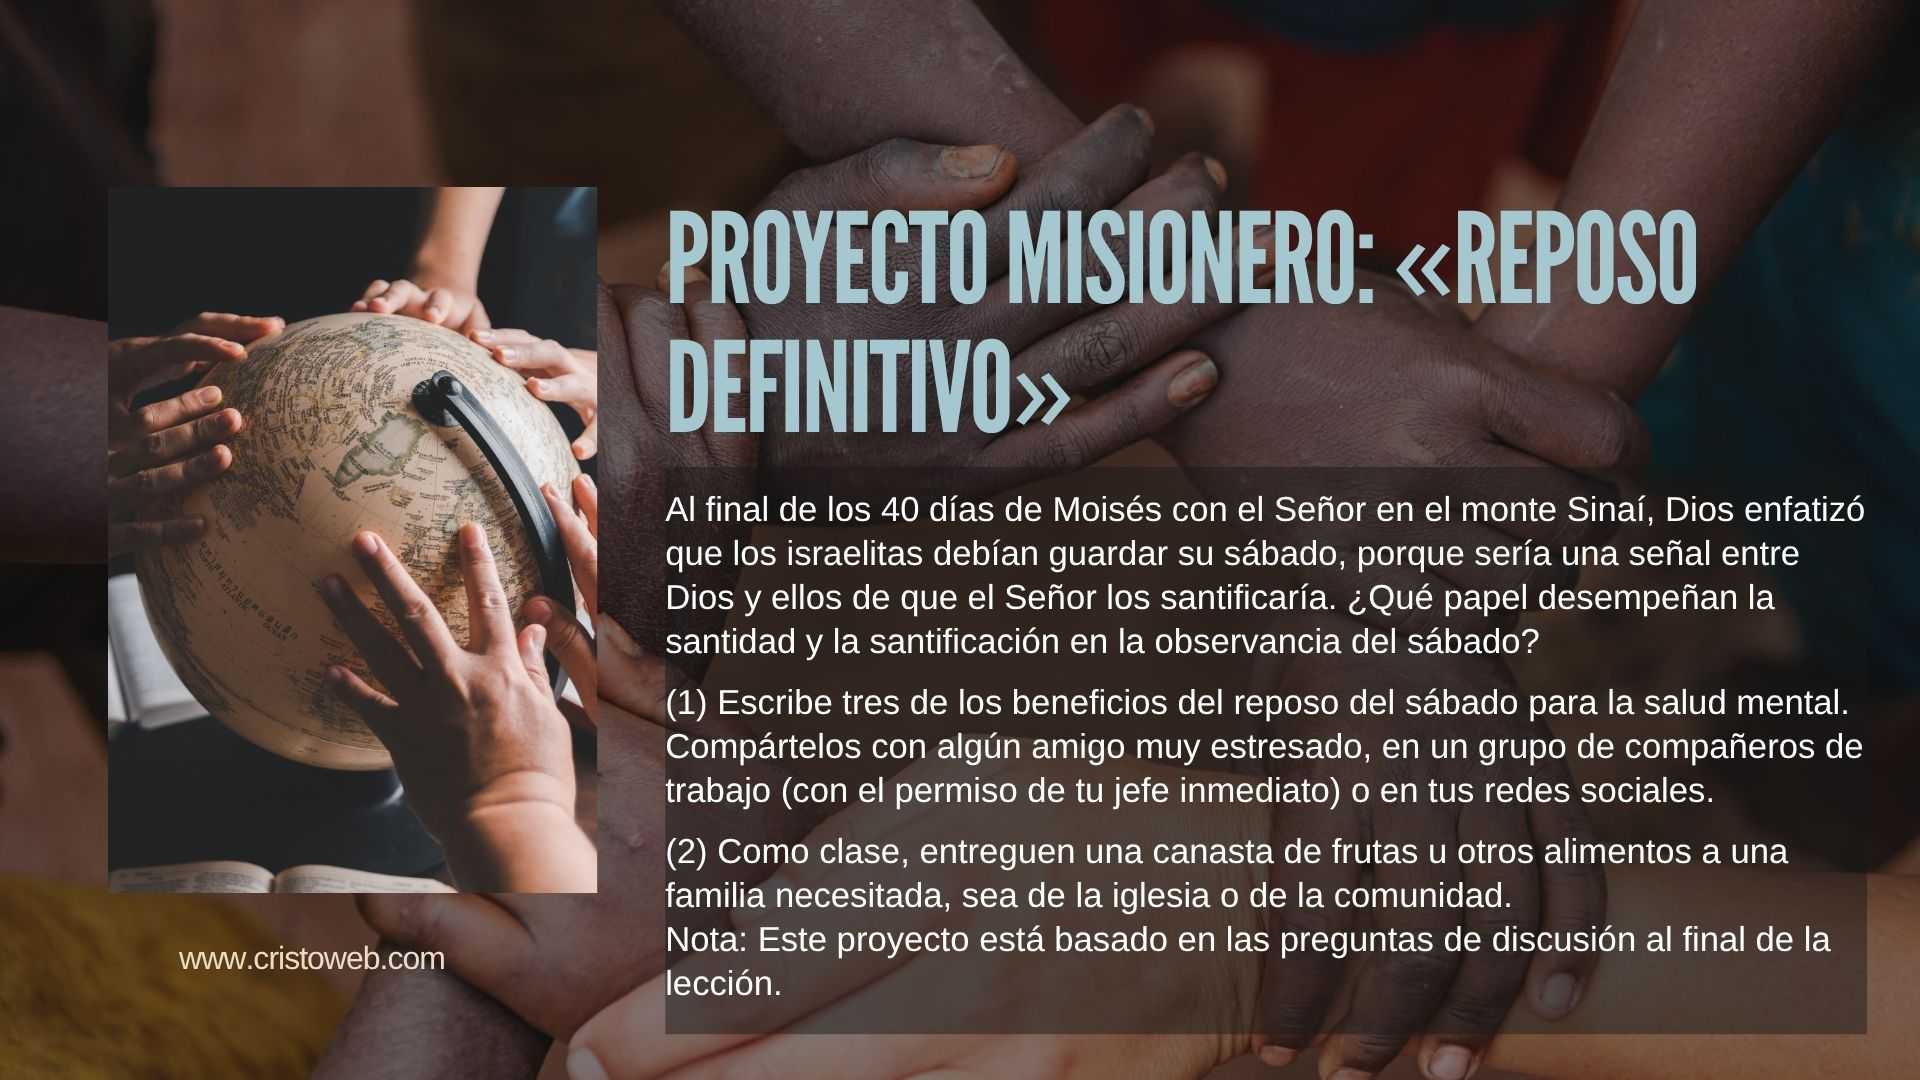 PROYECTO MISIONERO: «REPOSO
DEFINITIVO»
Al final de los 40 días de Moisés con el Señor en el monte Sinaí, Dios enfatizó
que los israelitas debían guardar su sábado, porque sería una señal entre
Dios y ellos de que el Señor los santificaría. ¿Qué papel desempeñan la
santidad y la santificación en la observancia del sábado?
(1) Escribe tres de los beneficios del reposo del sábado para la salud mental.
Compártelos con algún amigo muy estresado, en un grupo de compañeros de
trabajo (con el permiso de tu jefe inmediato) o en tus redes sociales.
(2) Como clase, entreguen una canasta de frutas u otros alimentos a una
familia necesitada, sea de la iglesia o de la comunidad.
Nota: Este proyecto está basado en las preguntas de discusión al final de la
lección.
www.cristoweb.com